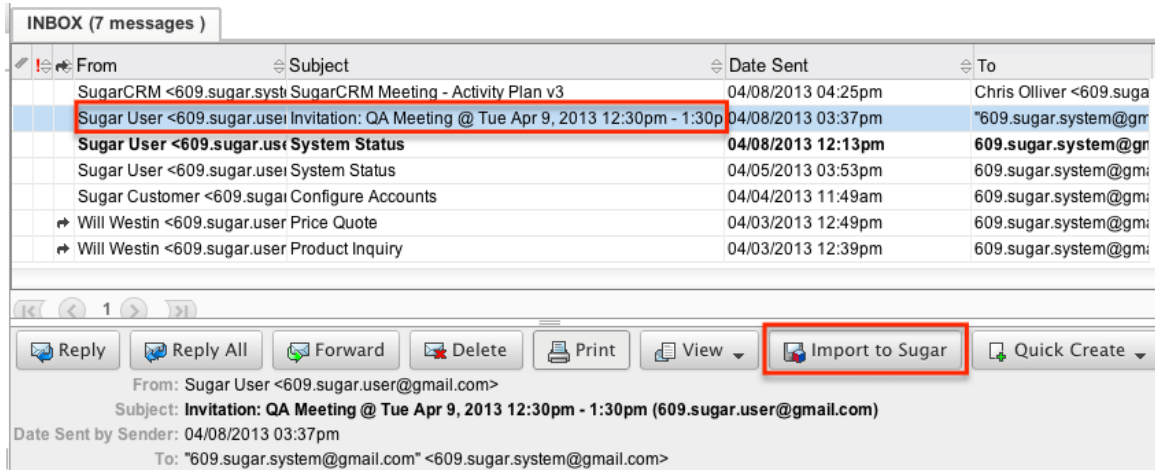 INBOX (7 messages )
! From Subject Date Sent To
SugarCRM <609.sugar.syst SugarCRM Meeting - Activity Plan v3 04/08/2013 04:25pm Chris Olliver <609.suga
Sugar User <609.sugar.user Invitation: QA Meeting @ Tue Apr 9, 2013 12:30pm - 1:30p 04/08/2013 03:37pm "609.sugar.system@gm
Sugar User <609.sugar.use System Status 04/08/2013 12:13pm 609.sugar.system@gm
Sugar User <609.sugar.user System Status 04/05/2013 03:53pm 609.sugar.system@gma
Sugar Customer <609.sugar Configure Accounts 04/04/2013 11:49am 609.sugar.system@gma
Will Westin <609.sugar.user Price Quote 04/03/2013 12:49pm 609.sugar.system@gma
Will Westin <609.sugar.user Product Inquiry 04/03/2013 12:39pm 609.sugar.system@gma
1
Reply Reply All Forward Delete Print View Import to Sugar Quick Create
From: Sugar User <609.sugar.user@gmail.com>
Subject: Invitation: QA Meeting @ Tue Apr 9, 2013 12:30pm - 1:30pm (609.sugar.user@gmail.com)
Date Sent by Sender: 04/08/2013 03:37pm
To: "609.sugar.system@gmail.com" <609.sugar.system@gmail.com>